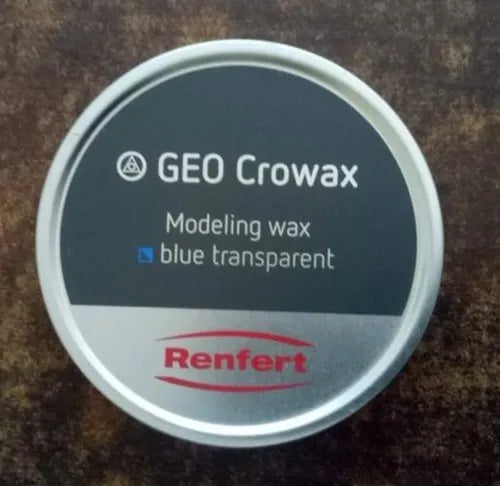 GEO Crowax
Modeling wax
blue transparent
Renfert